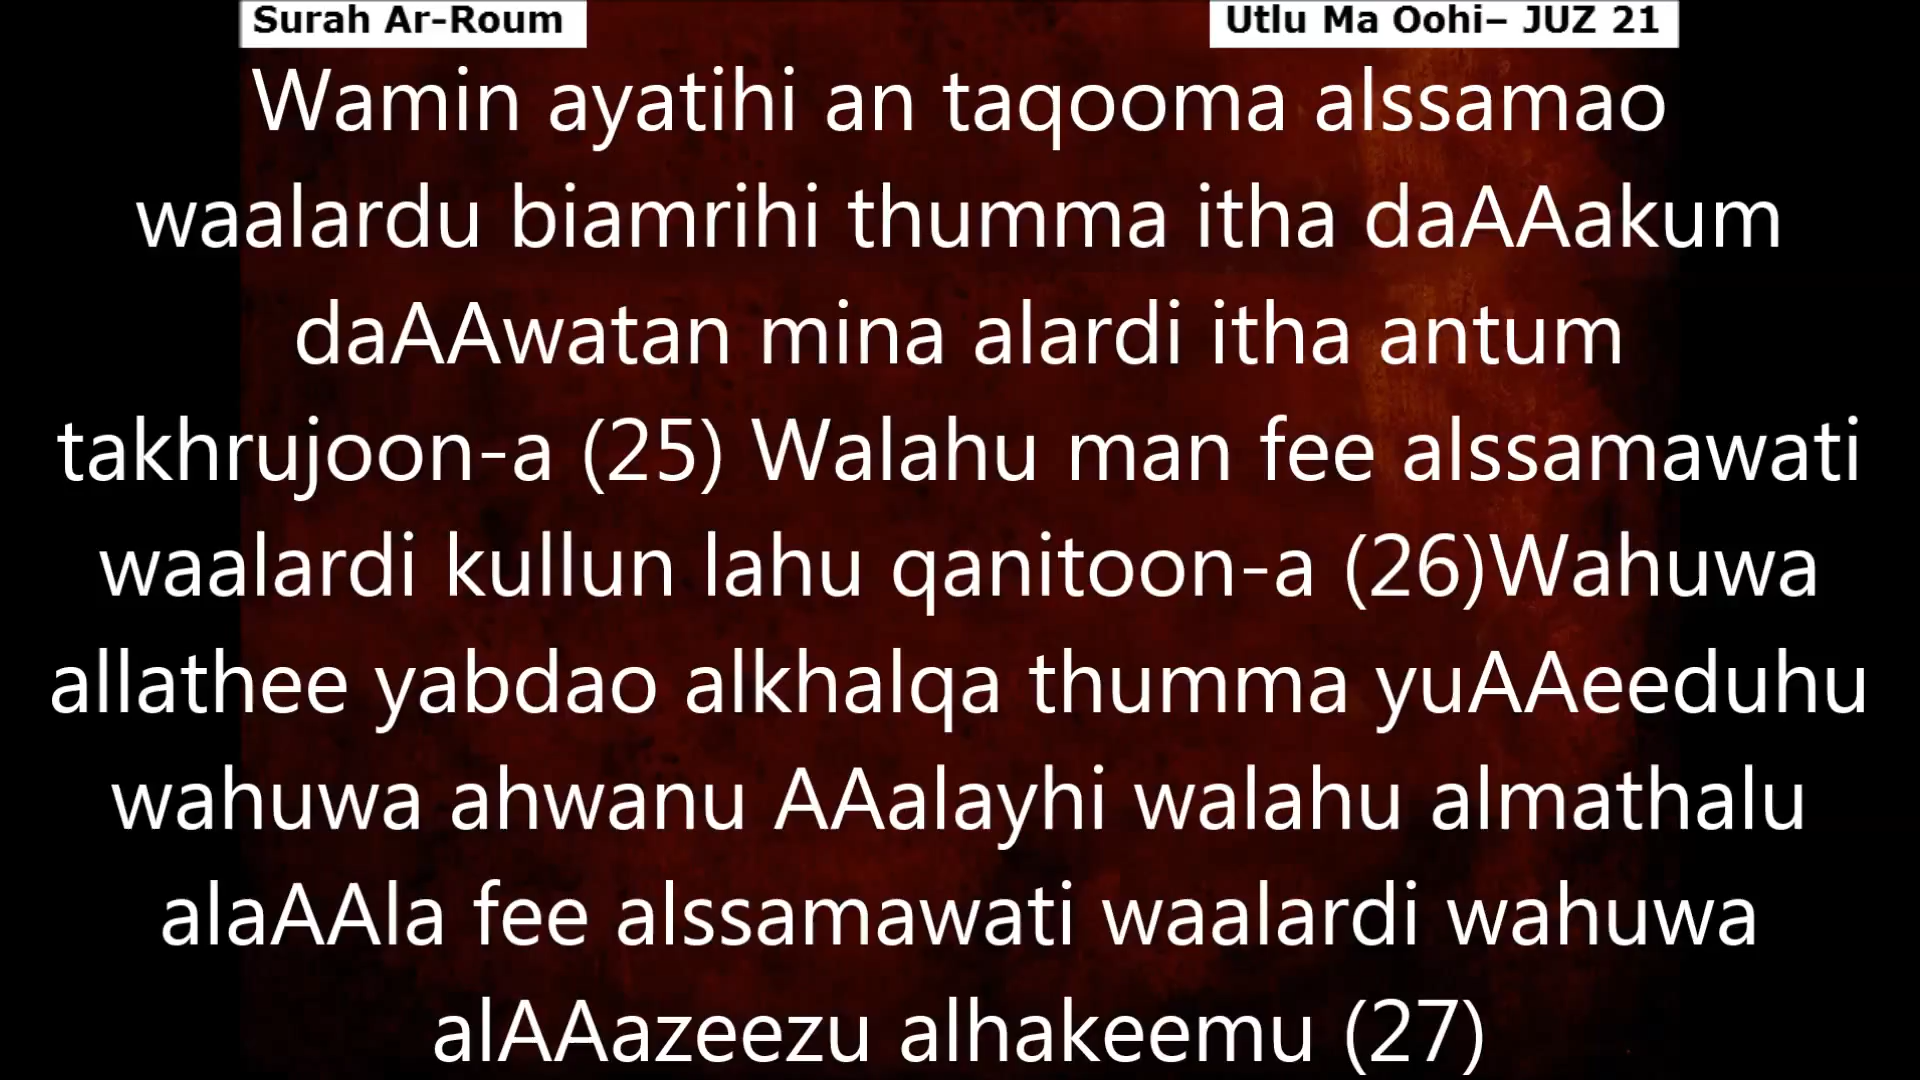 Surah Ar-Roum
Utlu Ma Oohi– JUZ 21
Wamin ayatihi an taqooma alssamao
waalardu biamrihi thumma itha daAAakum
daAAwatan mina alardi itha antum
takhrujoon-a (25) Walahu man fee alssamawati
waalardi kullun lahu qanitoon-a (26)Wahuwa
allathee yabdao alkhalqa thumma yuAAeeduhu
wahuwa ahwanu AAalayhi walahu almathalu
alaAAla fee alssamawati waalardi wahuwa
alAAazeezu alhakeemu (27)